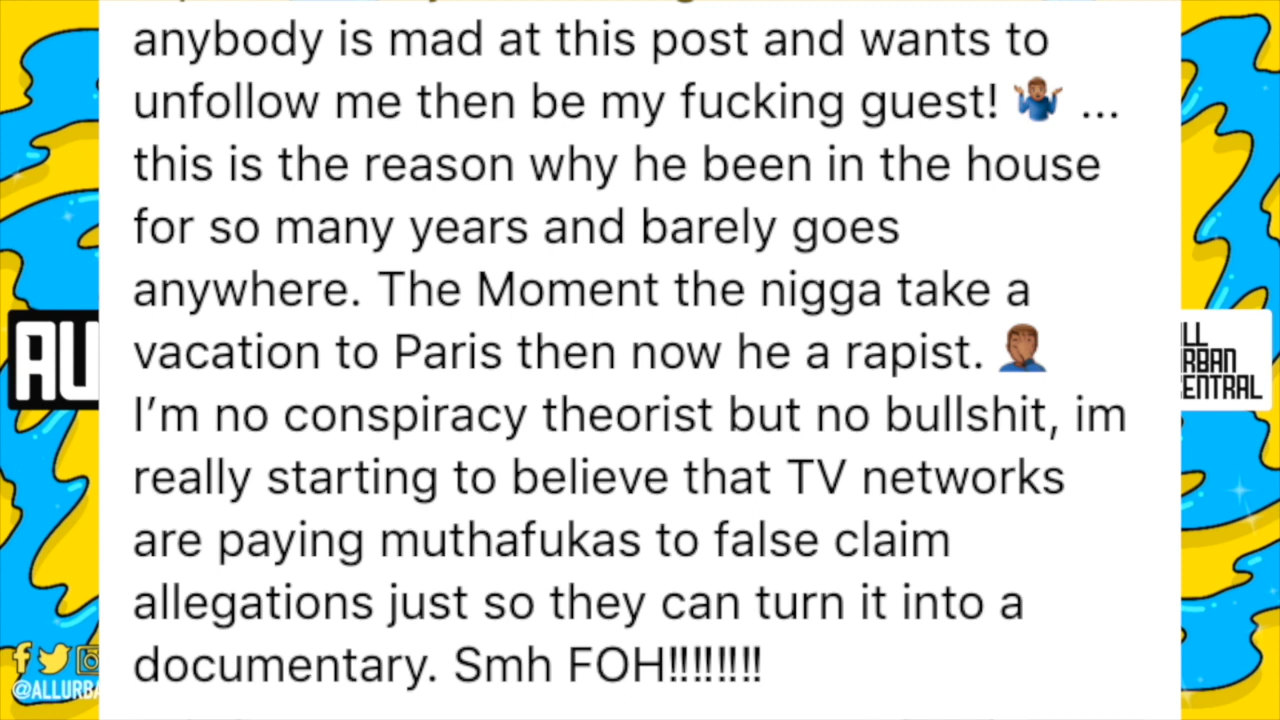 anybody is mad at this post and wants to
unfollow me then be my fucking guest! 🤷🏾‍♂️ ...
this is the reason why he been in the house
for so many years and barely goes
anywhere. The Moment the nigga take a
vacation to Paris then now he a rapist. 🤦🏾‍♂️
I’m no conspiracy theorist but no bullshit, im
really starting to believe that TV networks
are paying muthafukas to false claim
allegations just so they can turn it into a
documentary. Smh FOH!!!!!!!!
AU
LL
RBAN
ENTRAL
@ALLURBA